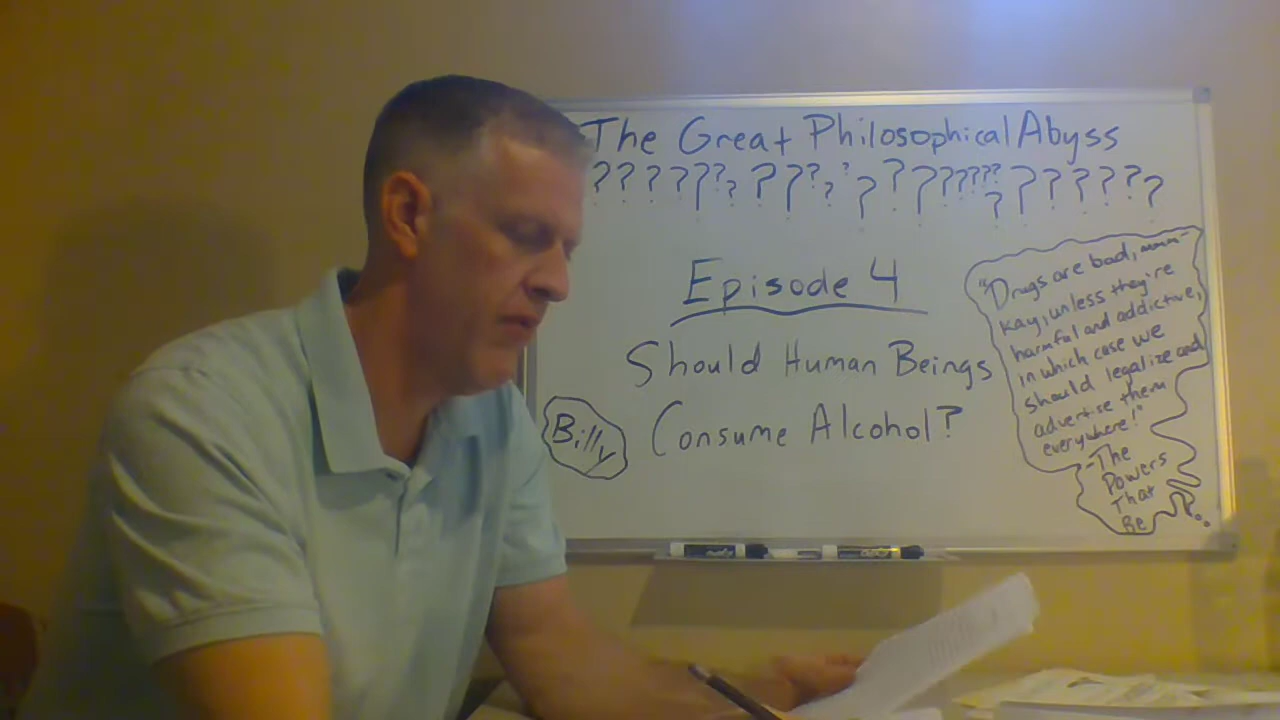 The Great Philosophical Abyss
???????????????????????????
Episode 4
Should Human Beings
Consume Alcohol?
Billy
"Drugs are bad, mmm-
kay, unless they're
harmful and addictive,
in which case we
should legalize and
advertise them
everywhere!"
-The
Powers
That
Be